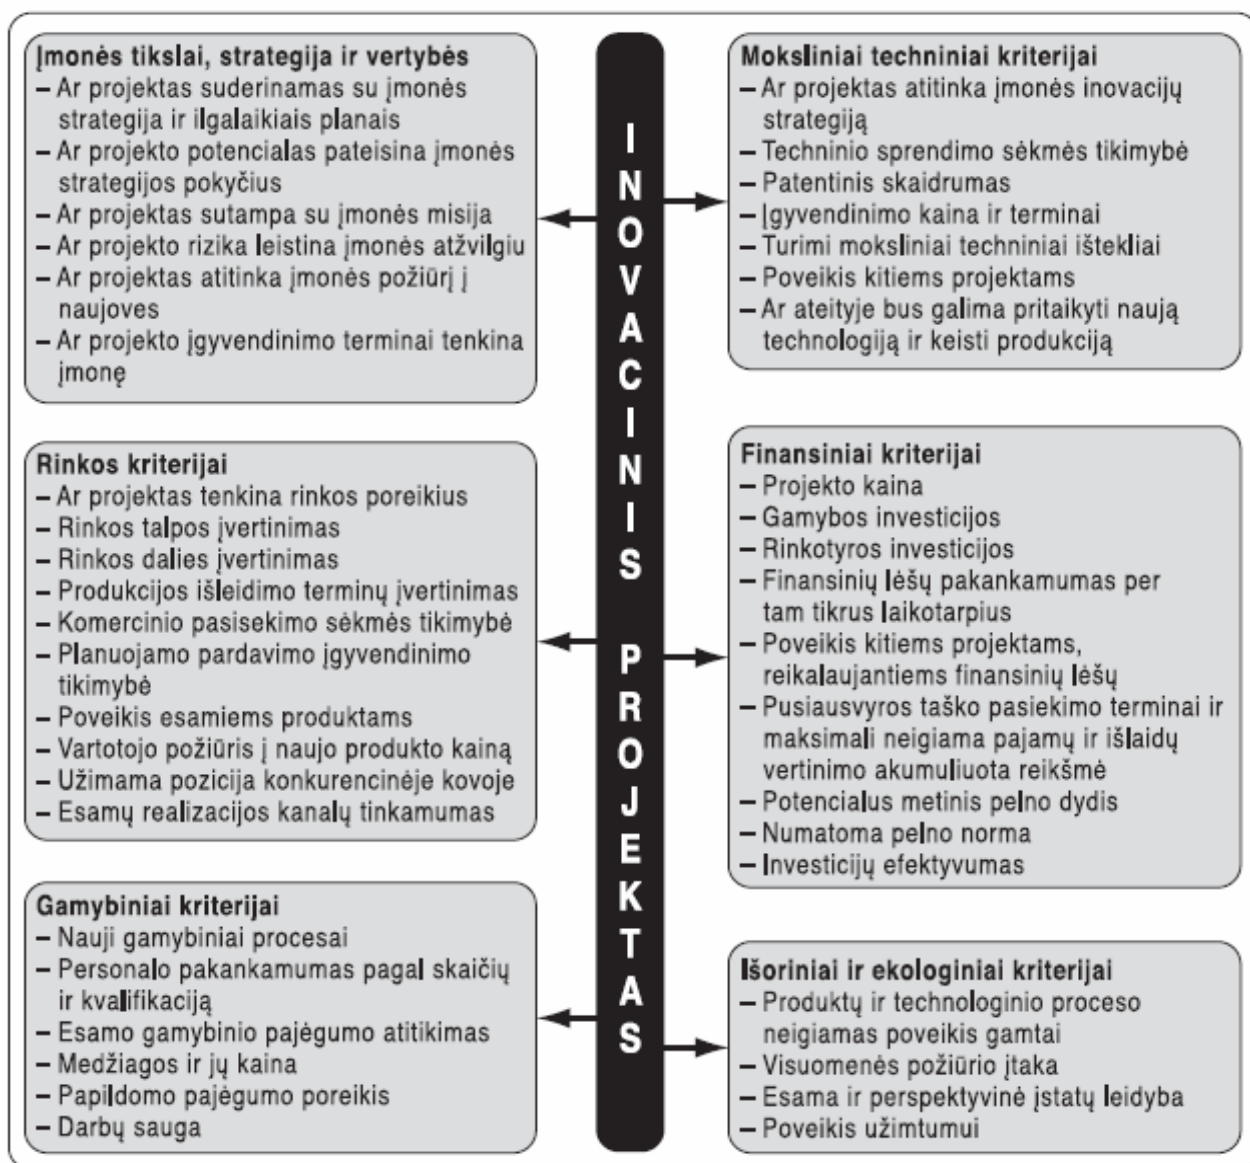 Įmonės tikslai, strategija ir vertybės
– Ar projektas suderinamas su įmonės
strategija ir ilgalaikiais planais
– Ar projekto potencialas pateisina įmonės
strategijos pokyčius
– Ar projektas sutampa su įmonės misija
– Ar projekto rizika leistina įmonės atžvilgiu
– Ar projektas atitinka įmonės požiūrį į
naujoves
– Ar projekto įgyvendinimo terminai tenkina
įmonę
Rinkos kriterijai
– Ar projektas tenkina rinkos poreikius
– Rinkos talpos įvertinimas
– Rinkos dalies įvertinimas
– Produkcijos išleidimo terminų įvertinimas
– Komercinio pasisekimo sėkmės tikimybė
– Planuojamo pardavimo įgyvendinimo
tikimybė
– Poveikis esamiems produktams
– Vartotojo požiūris į naujo produkto kainą
– Užimama pozicija konkurencinėje kovoje
– Esamų realizacijos kanalų tinkamumas
Gamybiniai kriterijai
– Nauji gamybiniai procesai
– Personalo pakankamumas pagal skaičių
ir kvalifikaciją
– Esamo gamybinio pajėgumo atitikimas
– Medžiagos ir jų kaina
– Papildomo pajėgumo poreikis
– Darbų sauga
INOVACINIS PROJEKTAS
Moksliniai techniniai kriterijai
– Ar projektas atitinka įmonės inovacijų
strategiją
– Techninio sprendimo sėkmės tikimybė
– Patentinis skaidrumas
– Įgyvendinimo kaina ir terminai
– Turimi moksliniai techniniai ištekliai
– Poveikis kitiems projektams
– Ar ateityje bus galima pritaikyti naują
technologiją ir keisti produkciją
Finansiniai kriterijai
– Projekto kaina
– Gamybos investicijos
– Rinkotyros investicijos
– Finansinių lėšų pakankamumas per
tam tikrus laikotarpius
– Poveikis kitiems projektams,
reikalaujantiems finansinių lėšų
– Pusiausvyros taško pasiekimo terminai ir
maksimali neigiama pajamų ir išlaidų
vertinimo akumuliuota reikšmė
– Potencialus metinis pelno dydis
– Numatoma pelno norma
– Investicijų efektyvumas
Išoriniai ir ekologiniai kriterijai
– Produktų ir technologinio proceso
neigiamas poveikis gamtai
– Visuomenės požiūrio įtaka
– Esama ir perspektyvinė įstatų leidyba
– Poveikis užimtumui